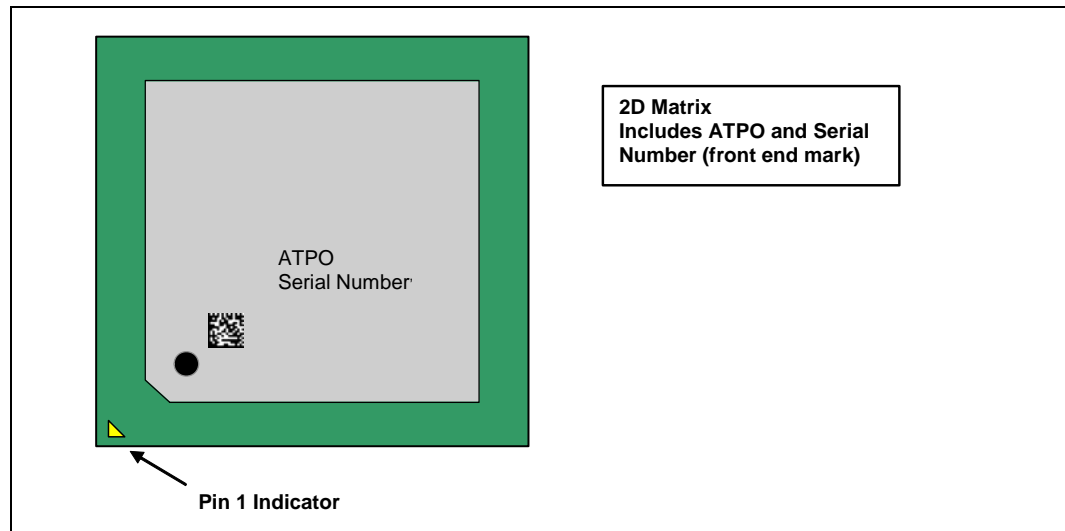 2D Matrix
Includes ATPO and Serial
Number (front end mark)
ATPO
Serial Number
Pin 1 Indicator